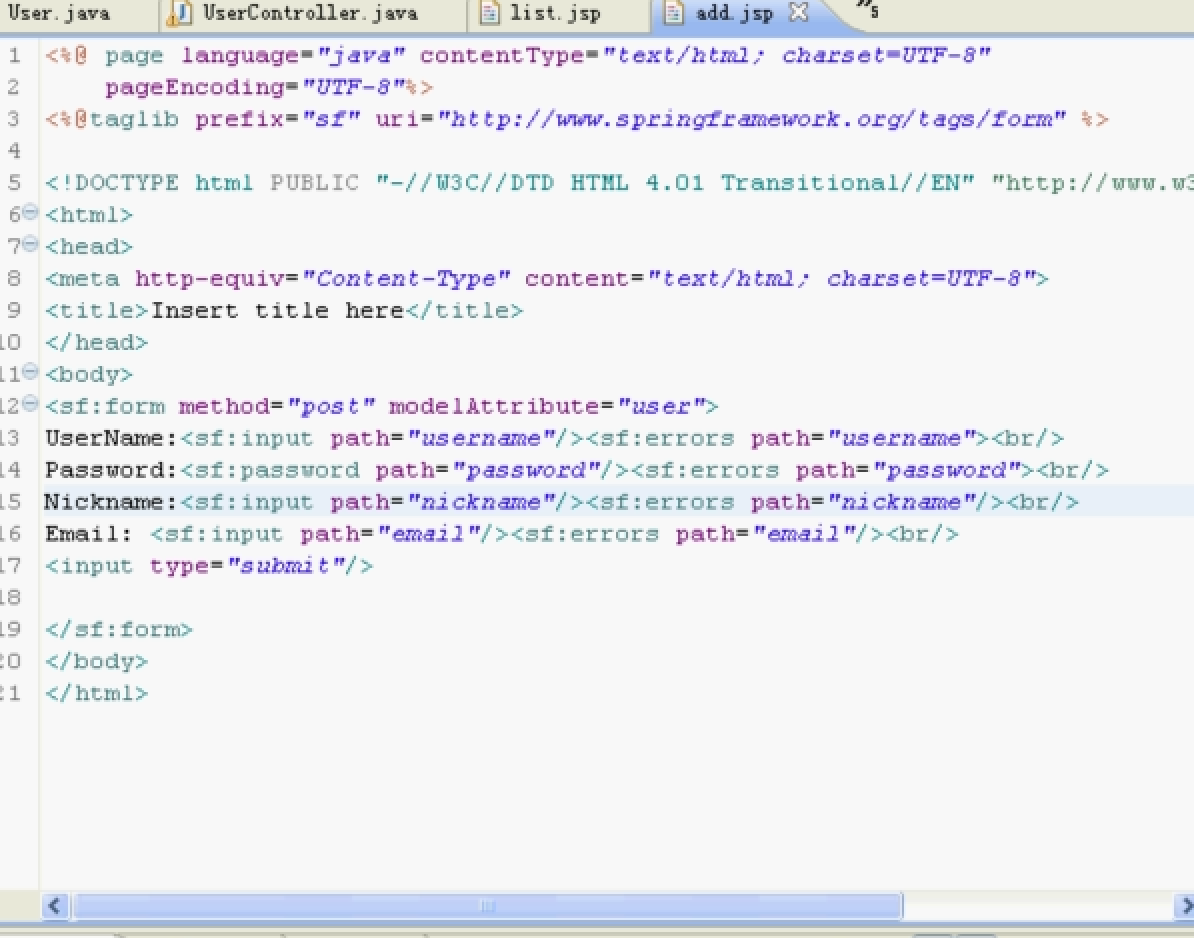 User.java UserController.java list.jsp add.jsp »5
1 <%@ page language="java" contentType="text/html; charset=UTF-8"
2 pageEncoding="UTF-8"%>
3 <%@taglib prefix="sf" uri="http://www.springframework.org/tags/form" %>
4
5 <!DOCTYPE html PUBLIC "-//W3C//DTD HTML 4.01 Transitional//EN" "http://www.w3
6 <html>
7 <head>
8 <meta http-equiv="Content-Type" content="text/html; charset=UTF-8">
9 <title>Insert title here</title>
10 </head>
11 <body>
12 <sf:form method="post" modelAttribute="user">
13 UserName:<sf:input path="username"/><sf:errors path="username"><br/>
14 Password:<sf:password path="password"/><sf:errors path="password"><br/>
15 Nickname:<sf:input path="nickname"/><sf:errors path="nickname"/><br/>
16 Email: <sf:input path="email"/><sf:errors path="email"/><br/>
17 <input type="submit"/>
18
19 </sf:form>
20 </body>
21 </html>